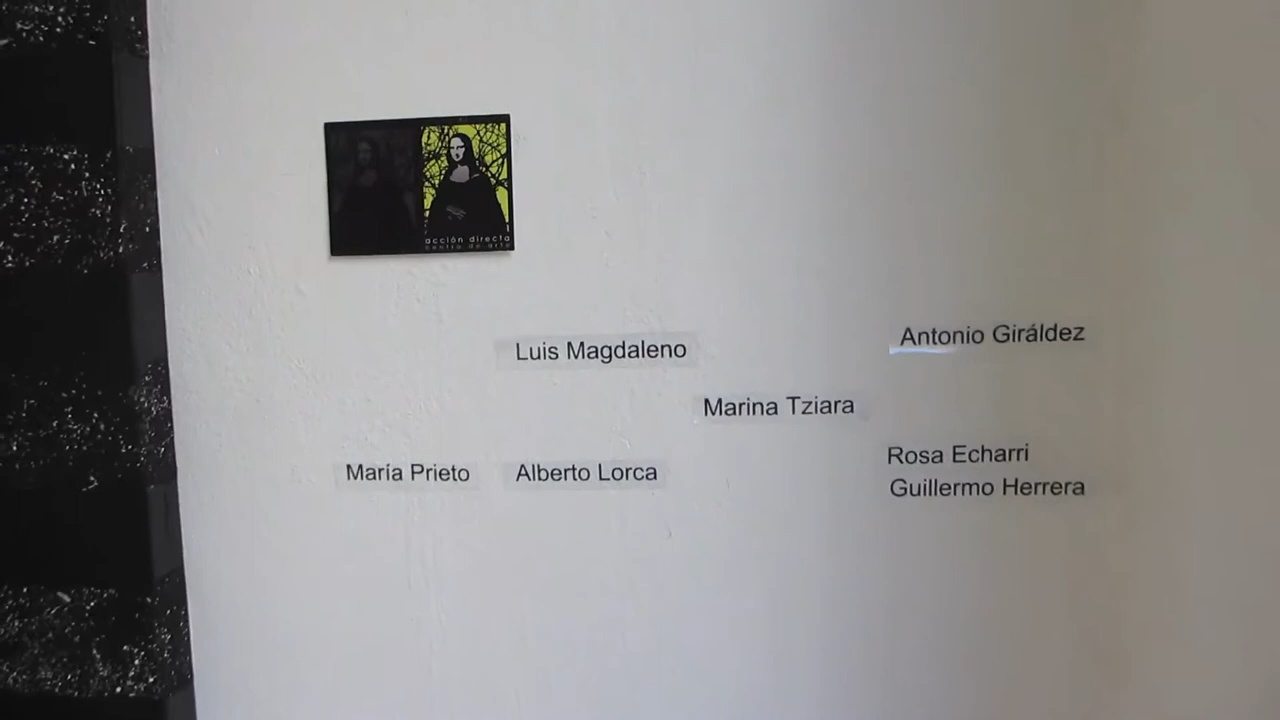 acción directa
centro de arte
Luis Magdaleno
Antonio Giráldez
Marina Tziara
María Prieto
Alberto Lorca
Rosa Echarri
Guillermo Herrera